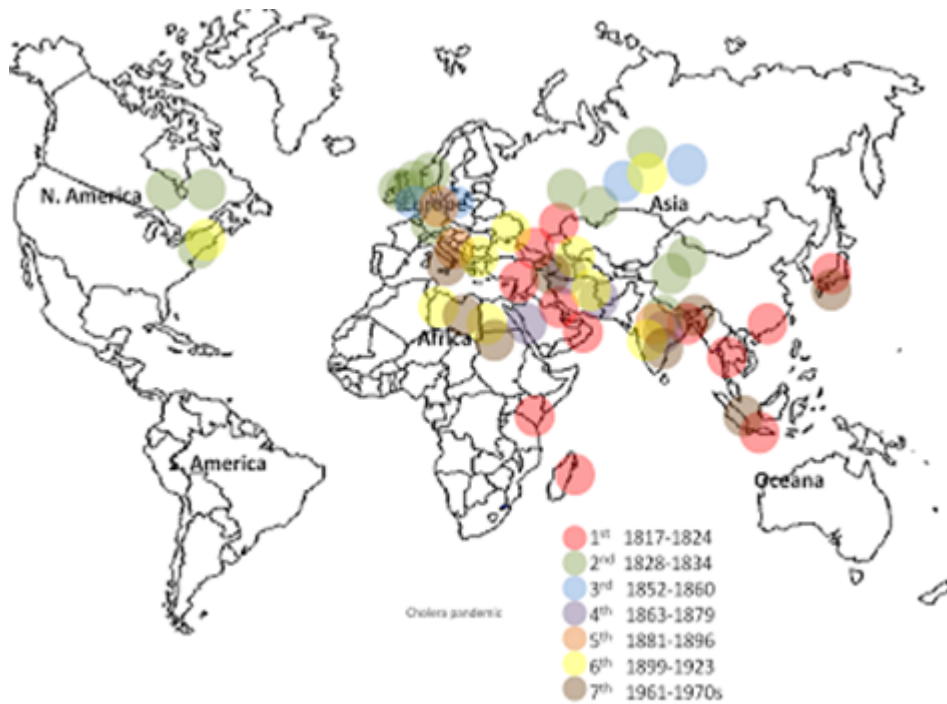 N. America
Europe
Asia
Africa
S. America
Oceana
1st 1817-1824
2nd 1828-1834
3rd 1852-1860
Cholera pandemic
4th 1863-1879
5th 1881-1896
6th 1899-1923
7th 1961-1970s